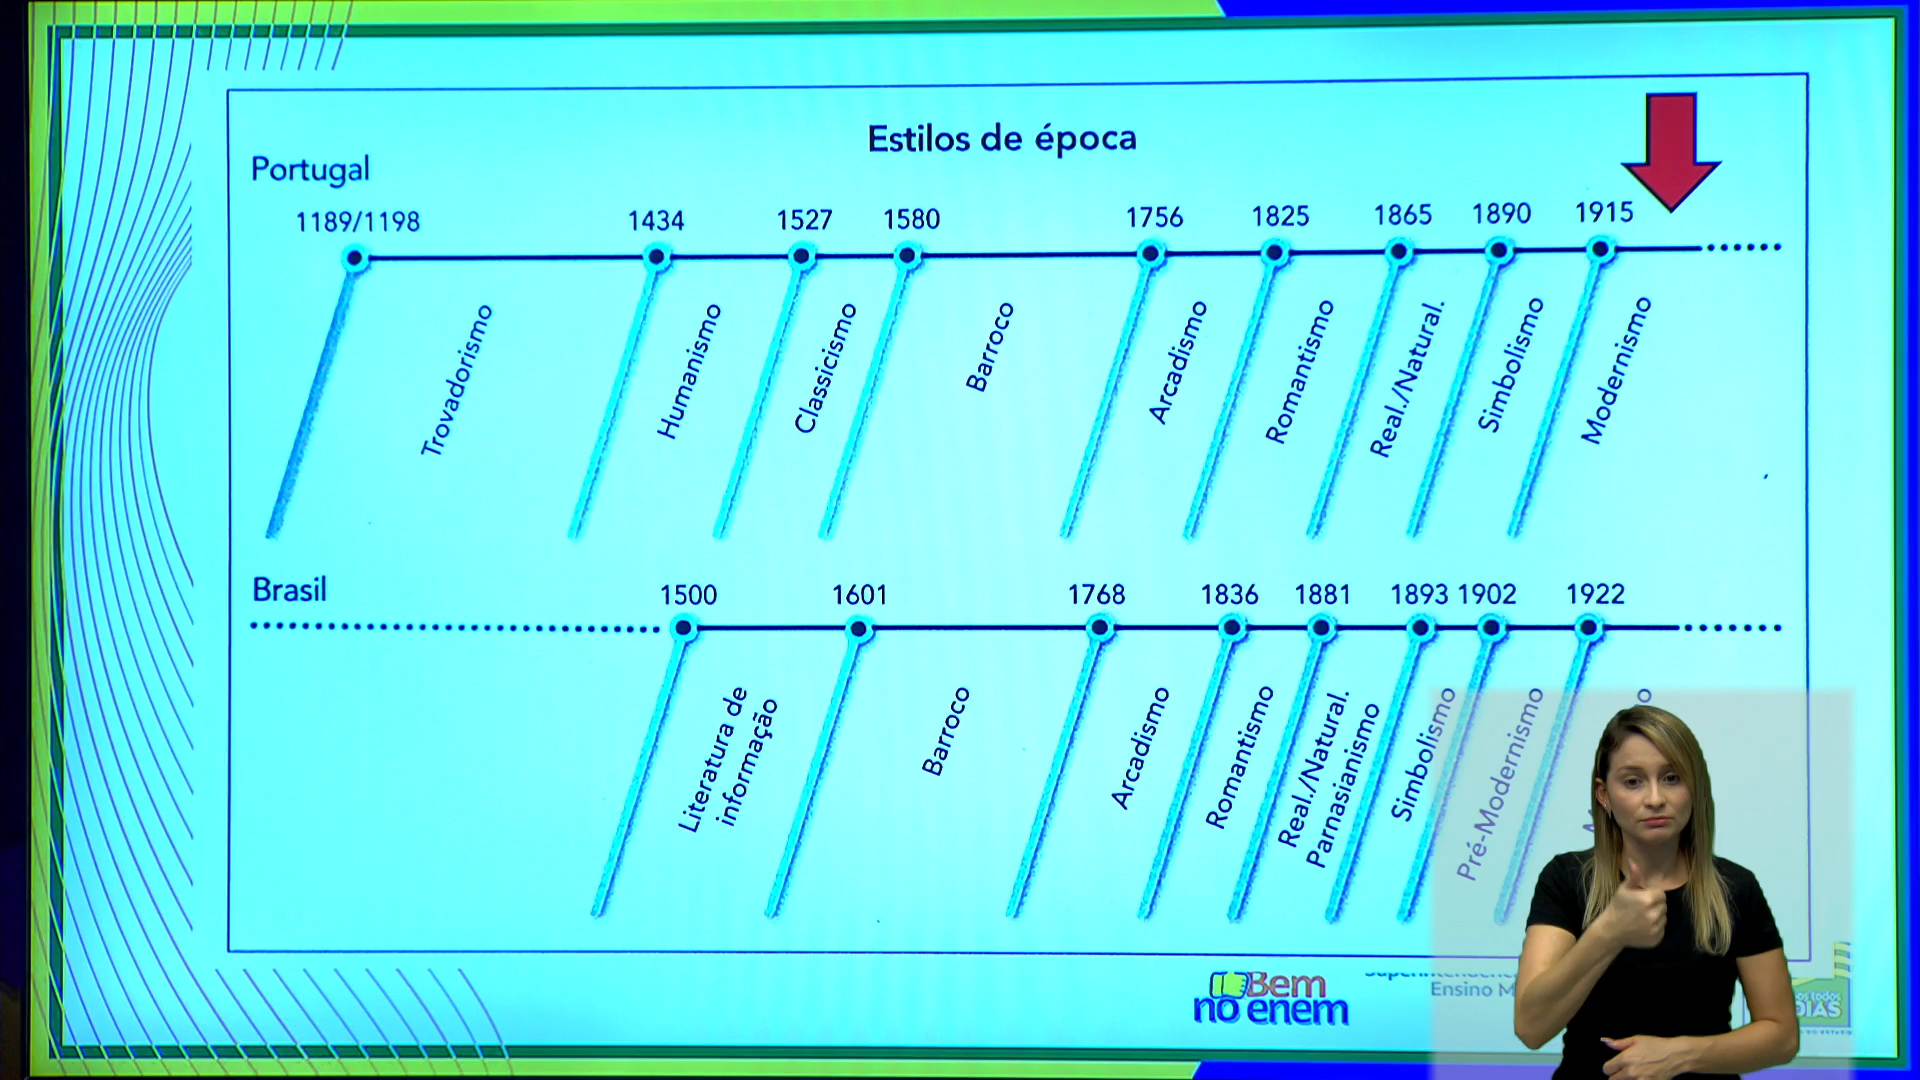 Estilos de época
Portugal
1189/1198 1434 1527 1580 1756 1825 1865 1890 1915
Trovadorismo Humanismo Classicismo Barroco Arcadismo Romantismo Real./Natural. Simbolismo Modernismo
Brasil
1500 1601 1768 1836 1881 1893 1902 1922
Literatura de
informação
Barroco
Arcadismo
Romantismo
Real./Natural.
Parnasianismo
Simbolismo
Pré-Modernismo
Bem
no enem
Ensino
DIAS